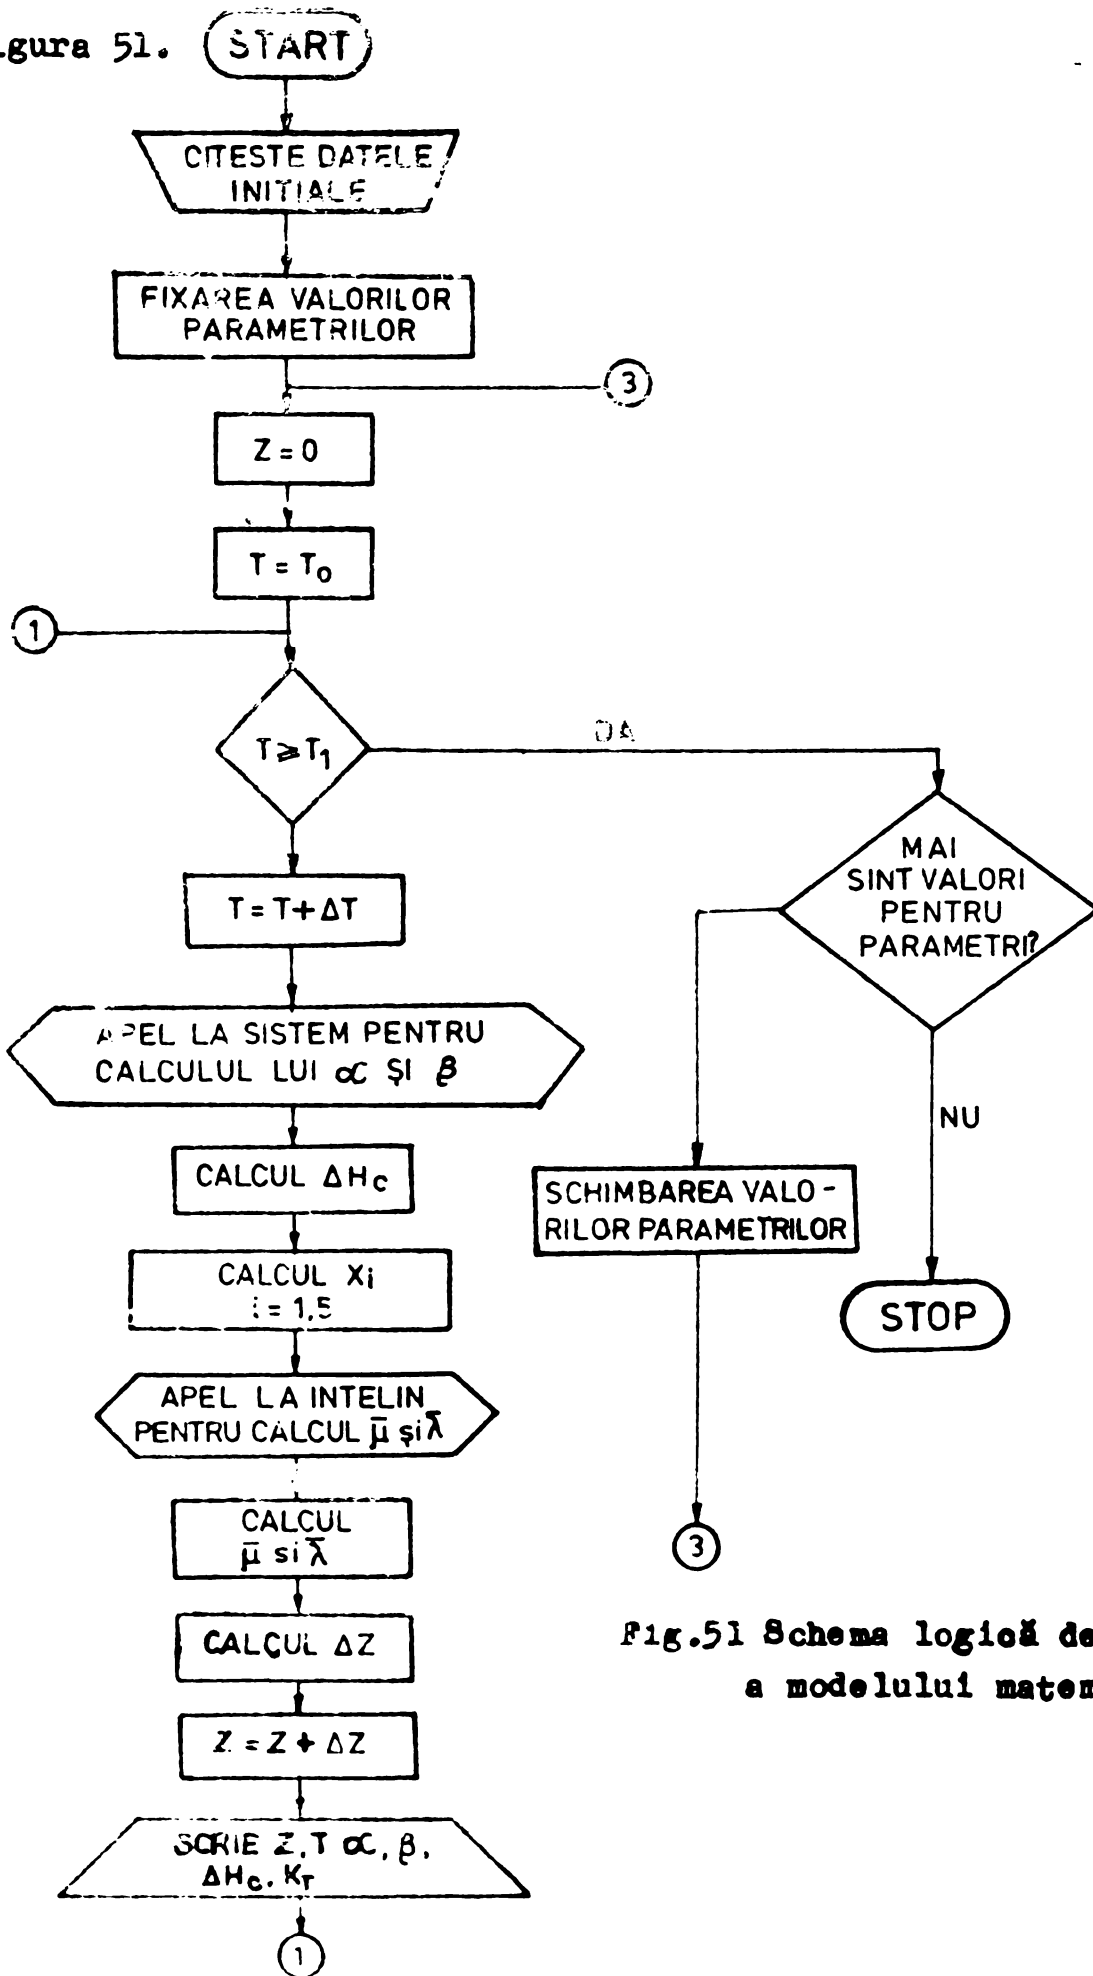 gura 51.
START
CITESTE DATELE
INITIALE
FIXAREA VALORILOR
PARAMETRILOR
3
Z = 0
T = T₀
1
T ⩾ T₁
DA
MAI
SINT VALORI
PENTRU
PARAMETRI?
T = T + ΔT
APEL LA SISTEM PENTRU
CALCULUL LUI α ŞI β
NU
CALCUL ΔHc
SCHIMBAREA VALO-
RILOR PARAMETRILOR
CALCUL Xi
i = 1,5
STOP
APEL LA INTELIN
PENTRU CALCUL μ̄ şi λ̄
CALCUL
μ̄ si λ̄
3
CALCUL ΔZ
Fig.51 Schema logică de
a modelului matem
Z = Z + ΔZ
SCRIE Z, T α, β,
ΔHc. Kr
1